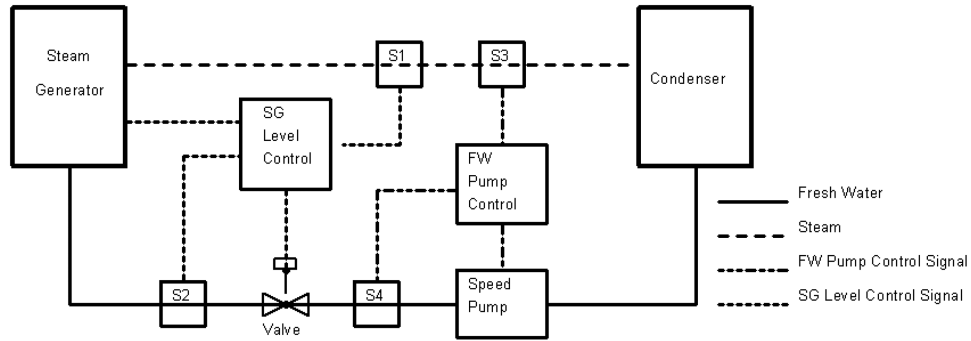 Steam
Generator
S1
S3
Condenser
SG
Level
Control
FW
Pump
Control
Fresh Water
Steam
FW Pump Control Signal
SG Level Control Signal
S2
Valve
S4
Speed
Pump